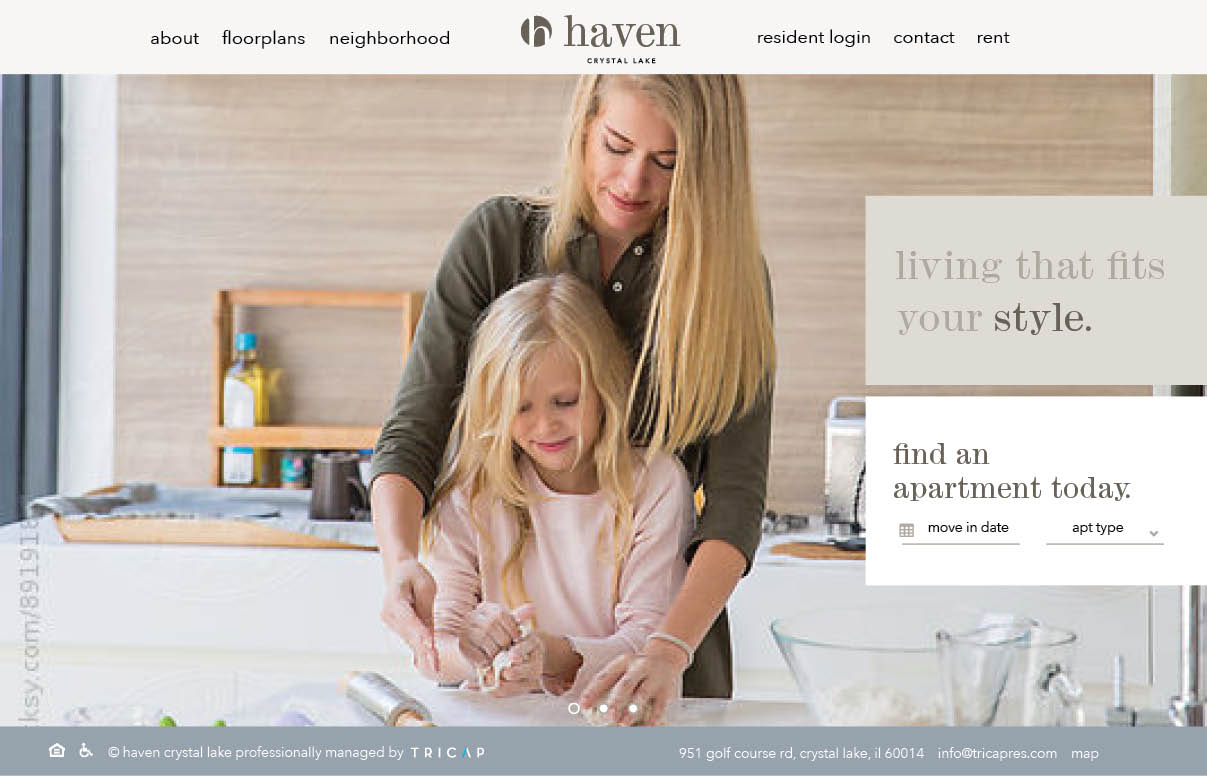 about floorplans neighborhood
haven
CRYSTAL LAKE
resident login contact rent
living that fits
your style.
find an
apartment today.
move in date apt type
ksy.com/891916
© haven crystal lake professionally managed by TRICAP
951 golf course rd, crystal lake, il 60014 info@tricapres.com map